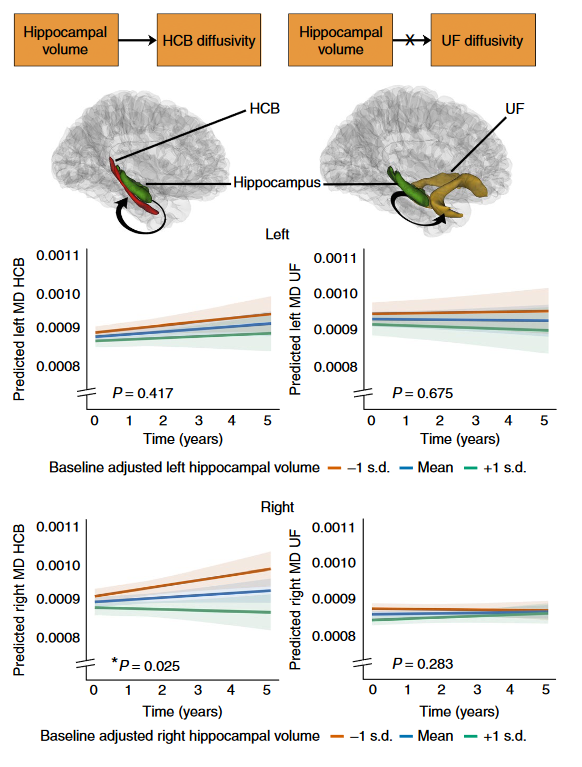 Hippocampal
volume
HCB diffusivity
Hippocampal
volume
X
UF diffusivity
HCB
UF
Hippocampus
Left
Predicted left MD HCB
0.0011
0.0010
0.0009
0.0008
P = 0.417
0 1 2 3 4 5
Time (years)
Predicted left MD UF
0.0011
0.0010
0.0009
0.0008
P = 0.675
0 1 2 3 4 5
Time (years)
Baseline adjusted left hippocampal volume −1 s.d. Mean +1 s.d.
Right
Predicted right MD HCB
0.0011
0.0010
0.0009
0.0008
*P = 0.025
0 1 2 3 4 5
Time (years)
Predicted right MD UF
0.0011
0.0010
0.0009
0.0008
P = 0.283
0 1 2 3 4 5
Time (years)
Baseline adjusted right hippocampal volume −1 s.d. Mean +1 s.d.